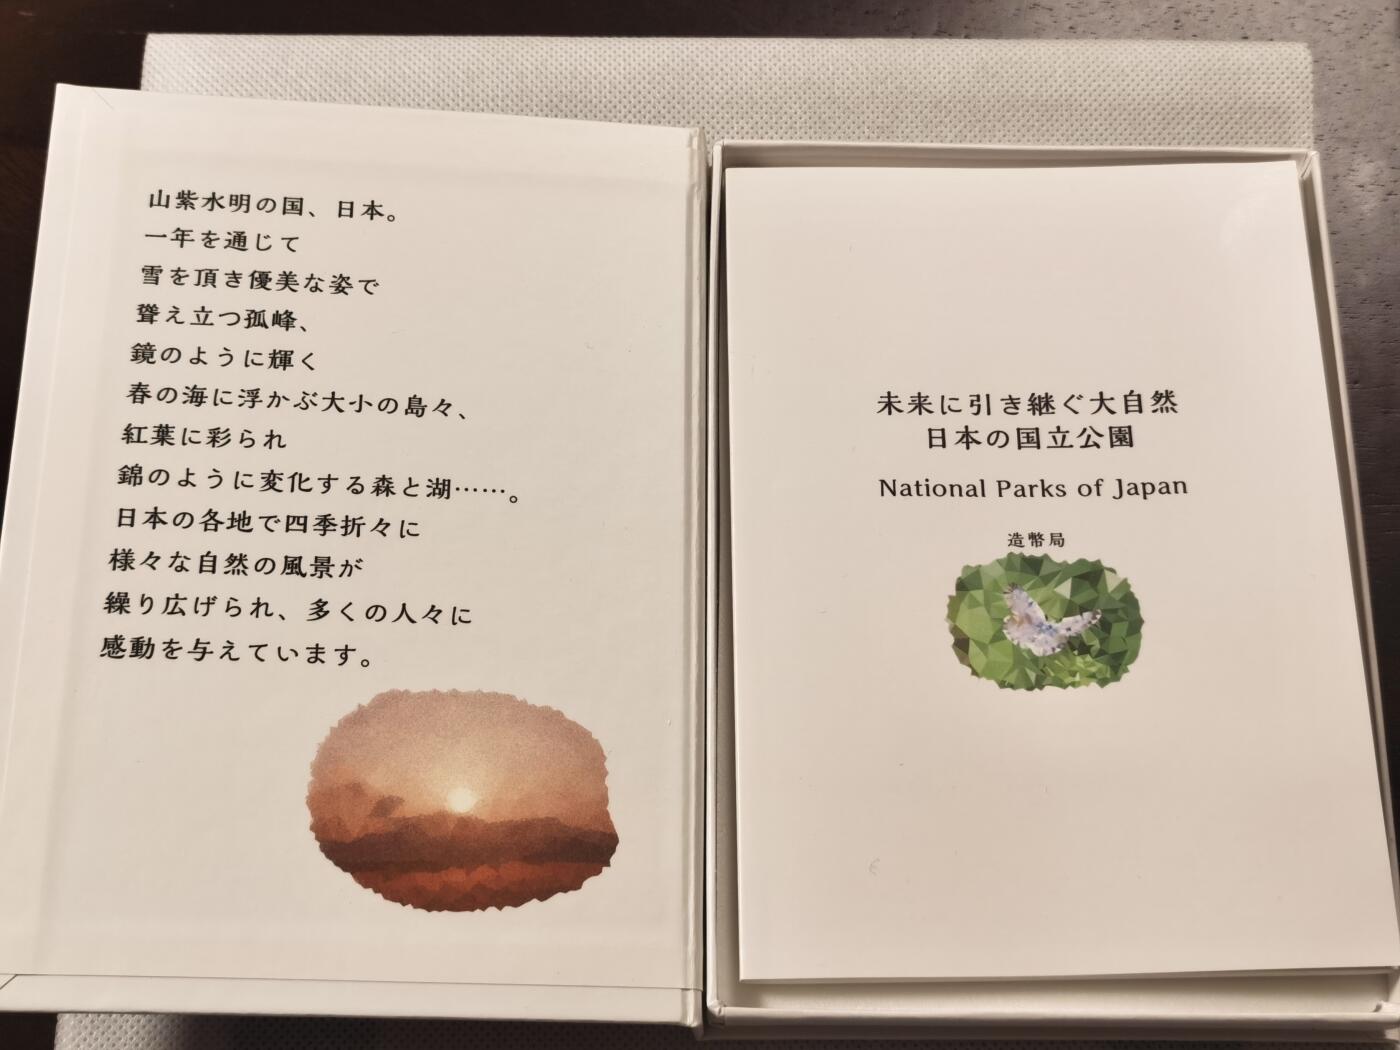 山紫水明の国、日本。
一年を通じて
雪を頂き優美な姿で
聳え立つ孤峰、
鏡のように輝く
春の海に浮かぶ大小の島々、
紅葉に彩られ
錦のように変化する森と湖……。
日本の各地で四季折々に
様々な自然の風景が
繰り広げられ、多くの人々に
感動を与えています。
未来に引き継ぐ大自然
日本の国立公園
National Parks of Japan
造幣局